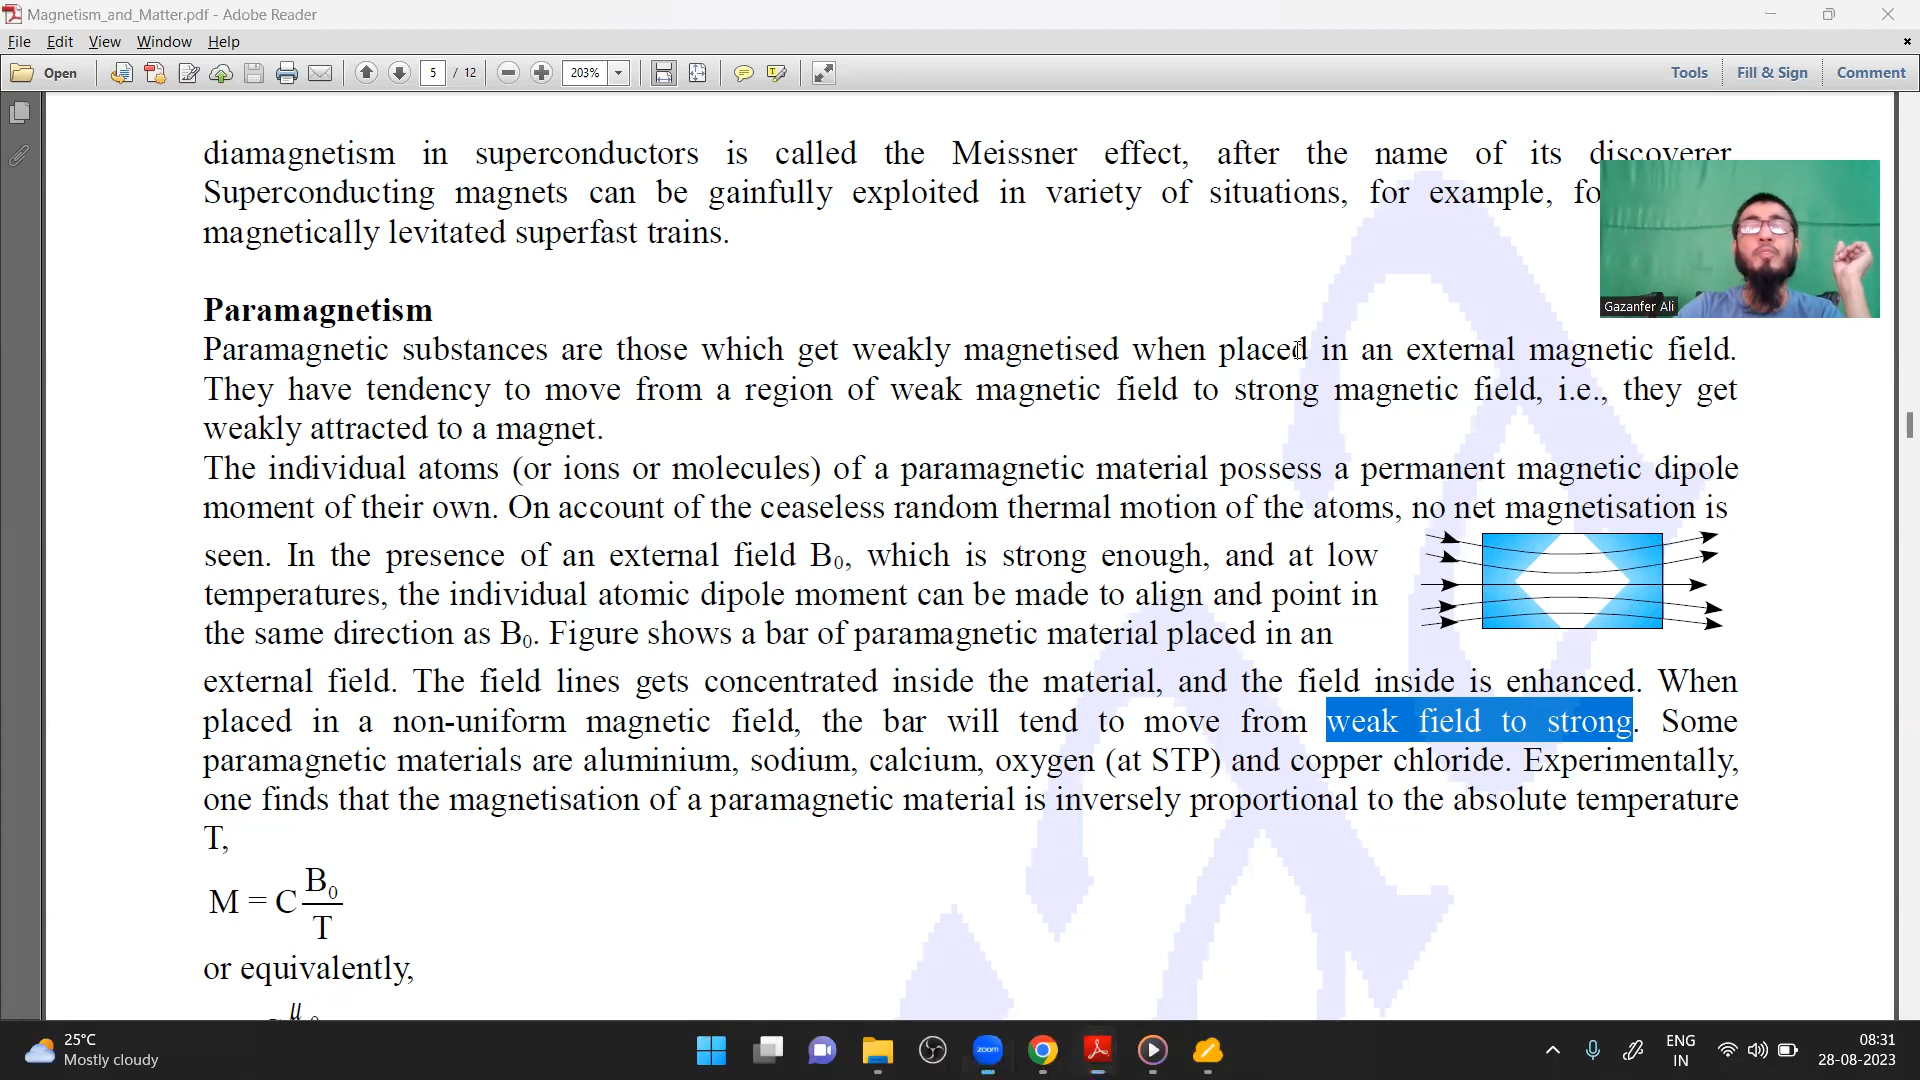 Magnetism_and_Matter.pdf - Adobe Reader
File Edit View Window Help
Open 5 / 12 203% Tools Fill & Sign Comment
diamagnetism in superconductors is called the Meissner effect, after the name of its discoverer.
Superconducting magnets can be gainfully exploited in variety of situations, for example,
magnetically levitated superfast trains.
Gazanfer Ali
Paramagnetism
Paramagnetic substances are those which get weakly magnetised when placed in an external magnetic field.
They have tendency to move from a region of weak magnetic field to strong magnetic field, i.e., they get
weakly attracted to a magnet.
The individual atoms (or ions or molecules) of a paramagnetic material possess a permanent magnetic dipole
moment of their own. On account of the ceaseless random thermal motion of the atoms, no net magnetisation is
seen. In the presence of an external field B₀, which is strong enough, and at low
temperatures, the individual atomic dipole moment can be made to align and point in
the same direction as B₀. Figure shows a bar of paramagnetic material placed in an
external field. The field lines gets concentrated inside the material, and the field inside is enhanced. When
placed in a non-uniform magnetic field, the bar will tend to move from weak field to strong. Some
paramagnetic materials are aluminium, sodium, calcium, oxygen (at STP) and copper chloride. Experimentally,
one finds that the magnetisation of a paramagnetic material is inversely proportional to the absolute temperature
T,
M = C B₀/T
or equivalently,
25°C
Mostly cloudy
zoom
ENG
IN
08:31
28-08-2023